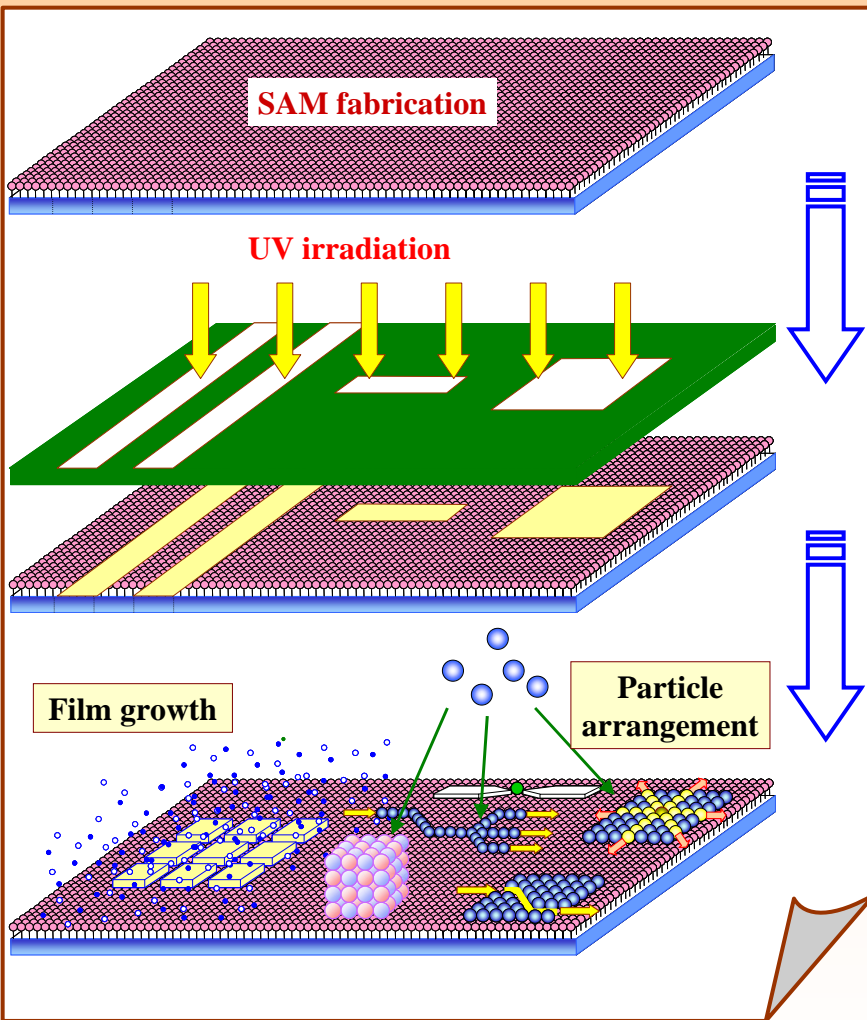 SAM fabrication
UV irradiation
Film growth
Particle
arrangement